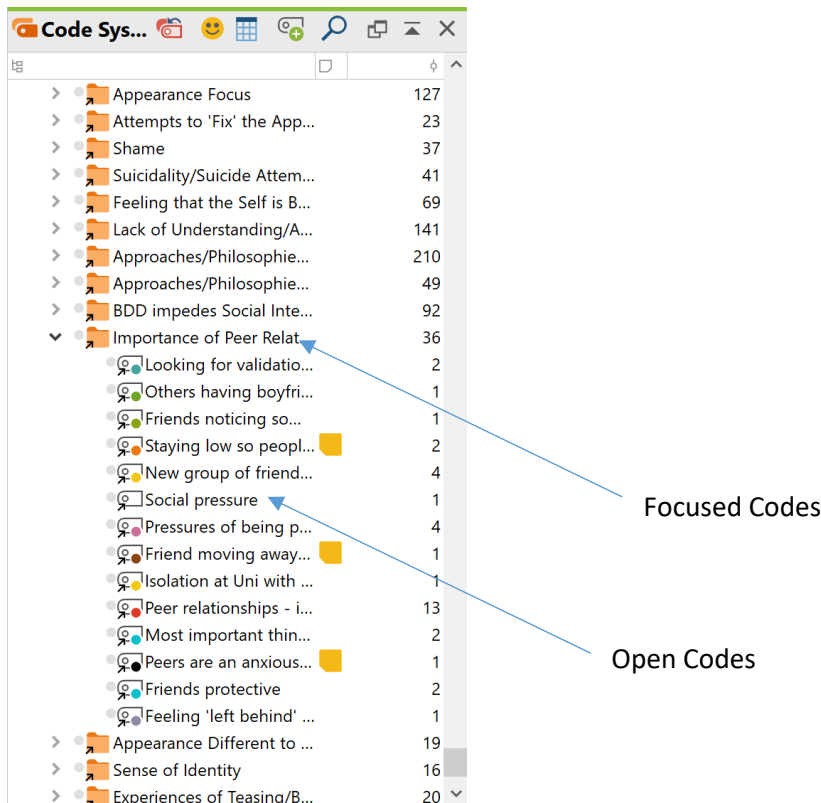 Code Sys...
Appearance Focus 127
Attempts to 'Fix' the App... 23
Shame 37
Suicidality/Suicide Attem... 41
Feeling that the Self is B... 69
Lack of Understanding/A... 141
Approaches/Philosophie... 210
Approaches/Philosophie... 49
BDD impedes Social Inte... 92
Importance of Peer Relat 36
Looking for validatio... 2
Others having boyfri... 1
Friends noticing so... 1
Staying low so peopl... 2
New group of friend... 4
Social pressure 1
Focused Codes
Pressures of being p... 4
Friend moving away... 1
Isolation at Uni with ... 1
Peer relationships - i... 13
Most important thin... 2
Peers are an anxious... 1
Open Codes
Friends protective 2
Feeling 'left behind' ... 1
Appearance Different to ... 19
Sense of Identity 16
Experiences of Teasing/B... 20